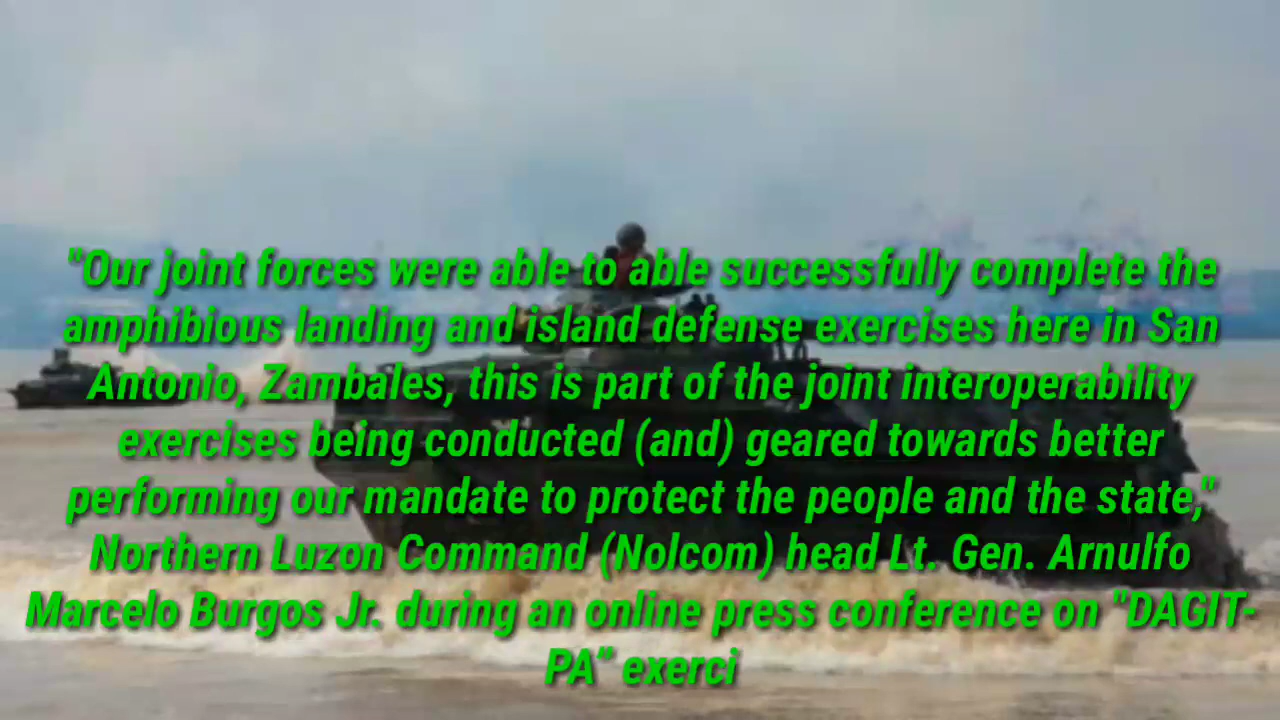 "Our joint forces were able to able successfully complete the
amphibious landing and island defense exercises here in San
Antonio, Zambales, this is part of the joint interoperability
exercises being conducted (and) geared towards better
performing our mandate to protect the people and the state,"
Northern Luzon Command (Nolcom) head Lt. Gen. Arnulfo
Marcelo Burgos Jr. during an online press conference on "DAGIT-
PA” exerci